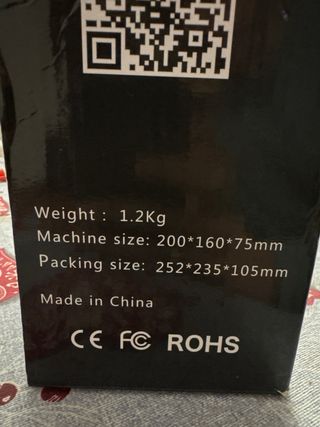 Weight : 1.2Kg
Machine size: 200*160*75mm
Packing size: 252*235*105mm
Made in China
CE FC ROHS